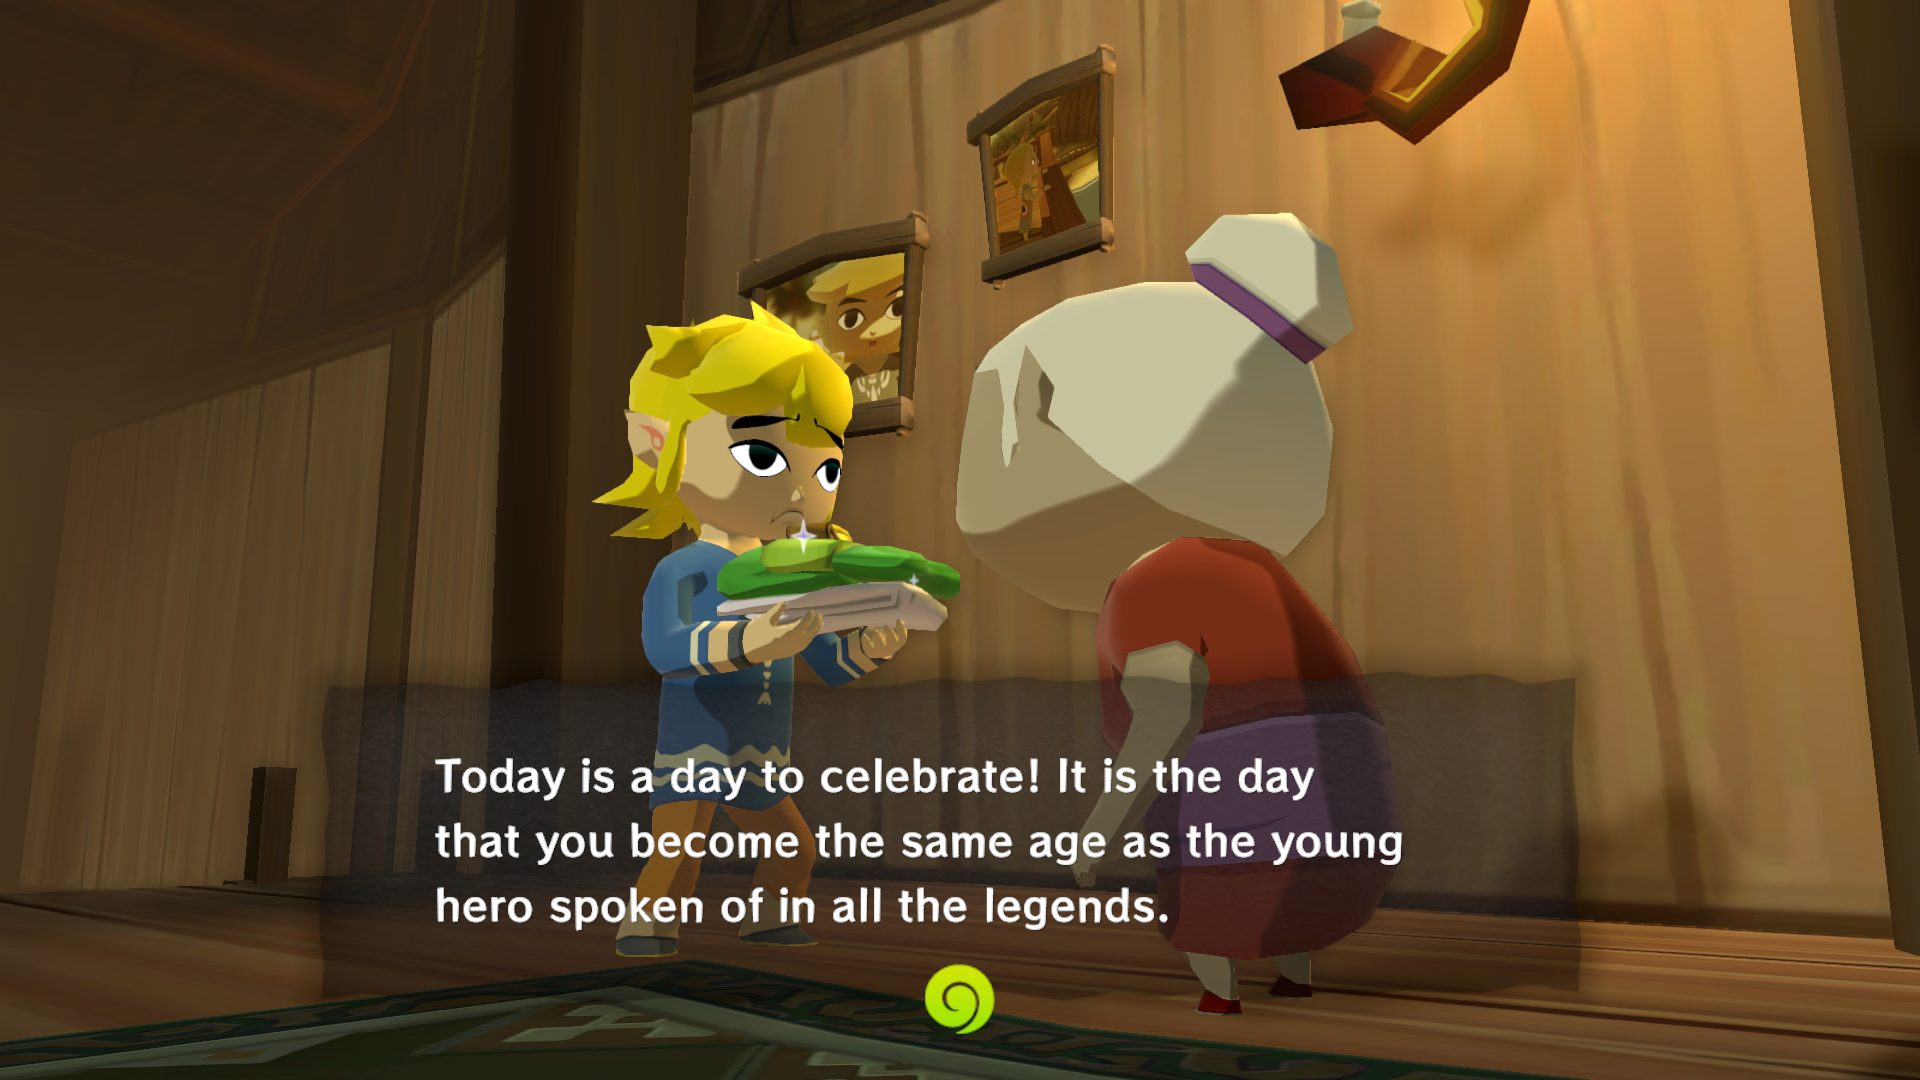 Today is a day to celebrate! It is the day
that you become the same age as the young
hero spoken of in all the legends.